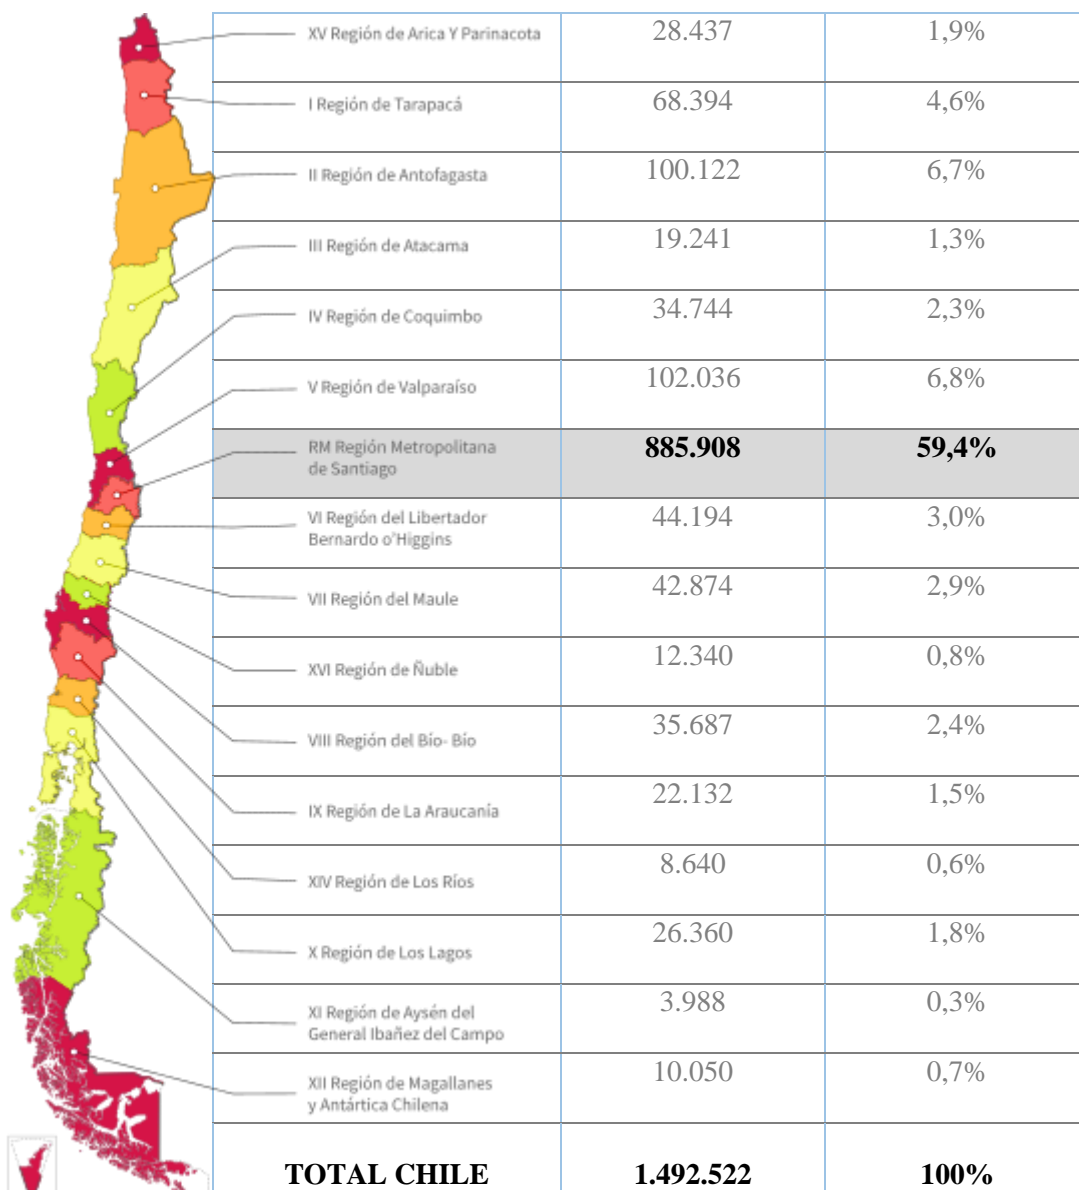 XV Región de Arica Y Parinacota 28.437 1,9%
I Región de Tarapacá 68.394 4,6%
II Región de Antofagasta 100.122 6,7%
III Región de Atacama 19.241 1,3%
IV Región de Coquimbo 34.744 2,3%
V Región de Valparaíso 102.036 6,8%
RM Región Metropolitana
de Santiago 885.908 59,4%
VI Región del Libertador
Bernardo o'Higgins 44.194 3,0%
VII Región del Maule 42.874 2,9%
XVI Región de Ñuble 12.340 0,8%
VIII Región del Bío- Bío 35.687 2,4%
IX Región de La Araucanía 22.132 1,5%
XIV Región de Los Ríos 8.640 0,6%
X Región de Los Lagos 26.360 1,8%
XI Región de Aysén del
General Ibañez del Campo 3.988 0,3%
XII Región de Magallanes
y Antártica Chilena 10.050 0,7%
TOTAL CHILE 1.492.522 100%